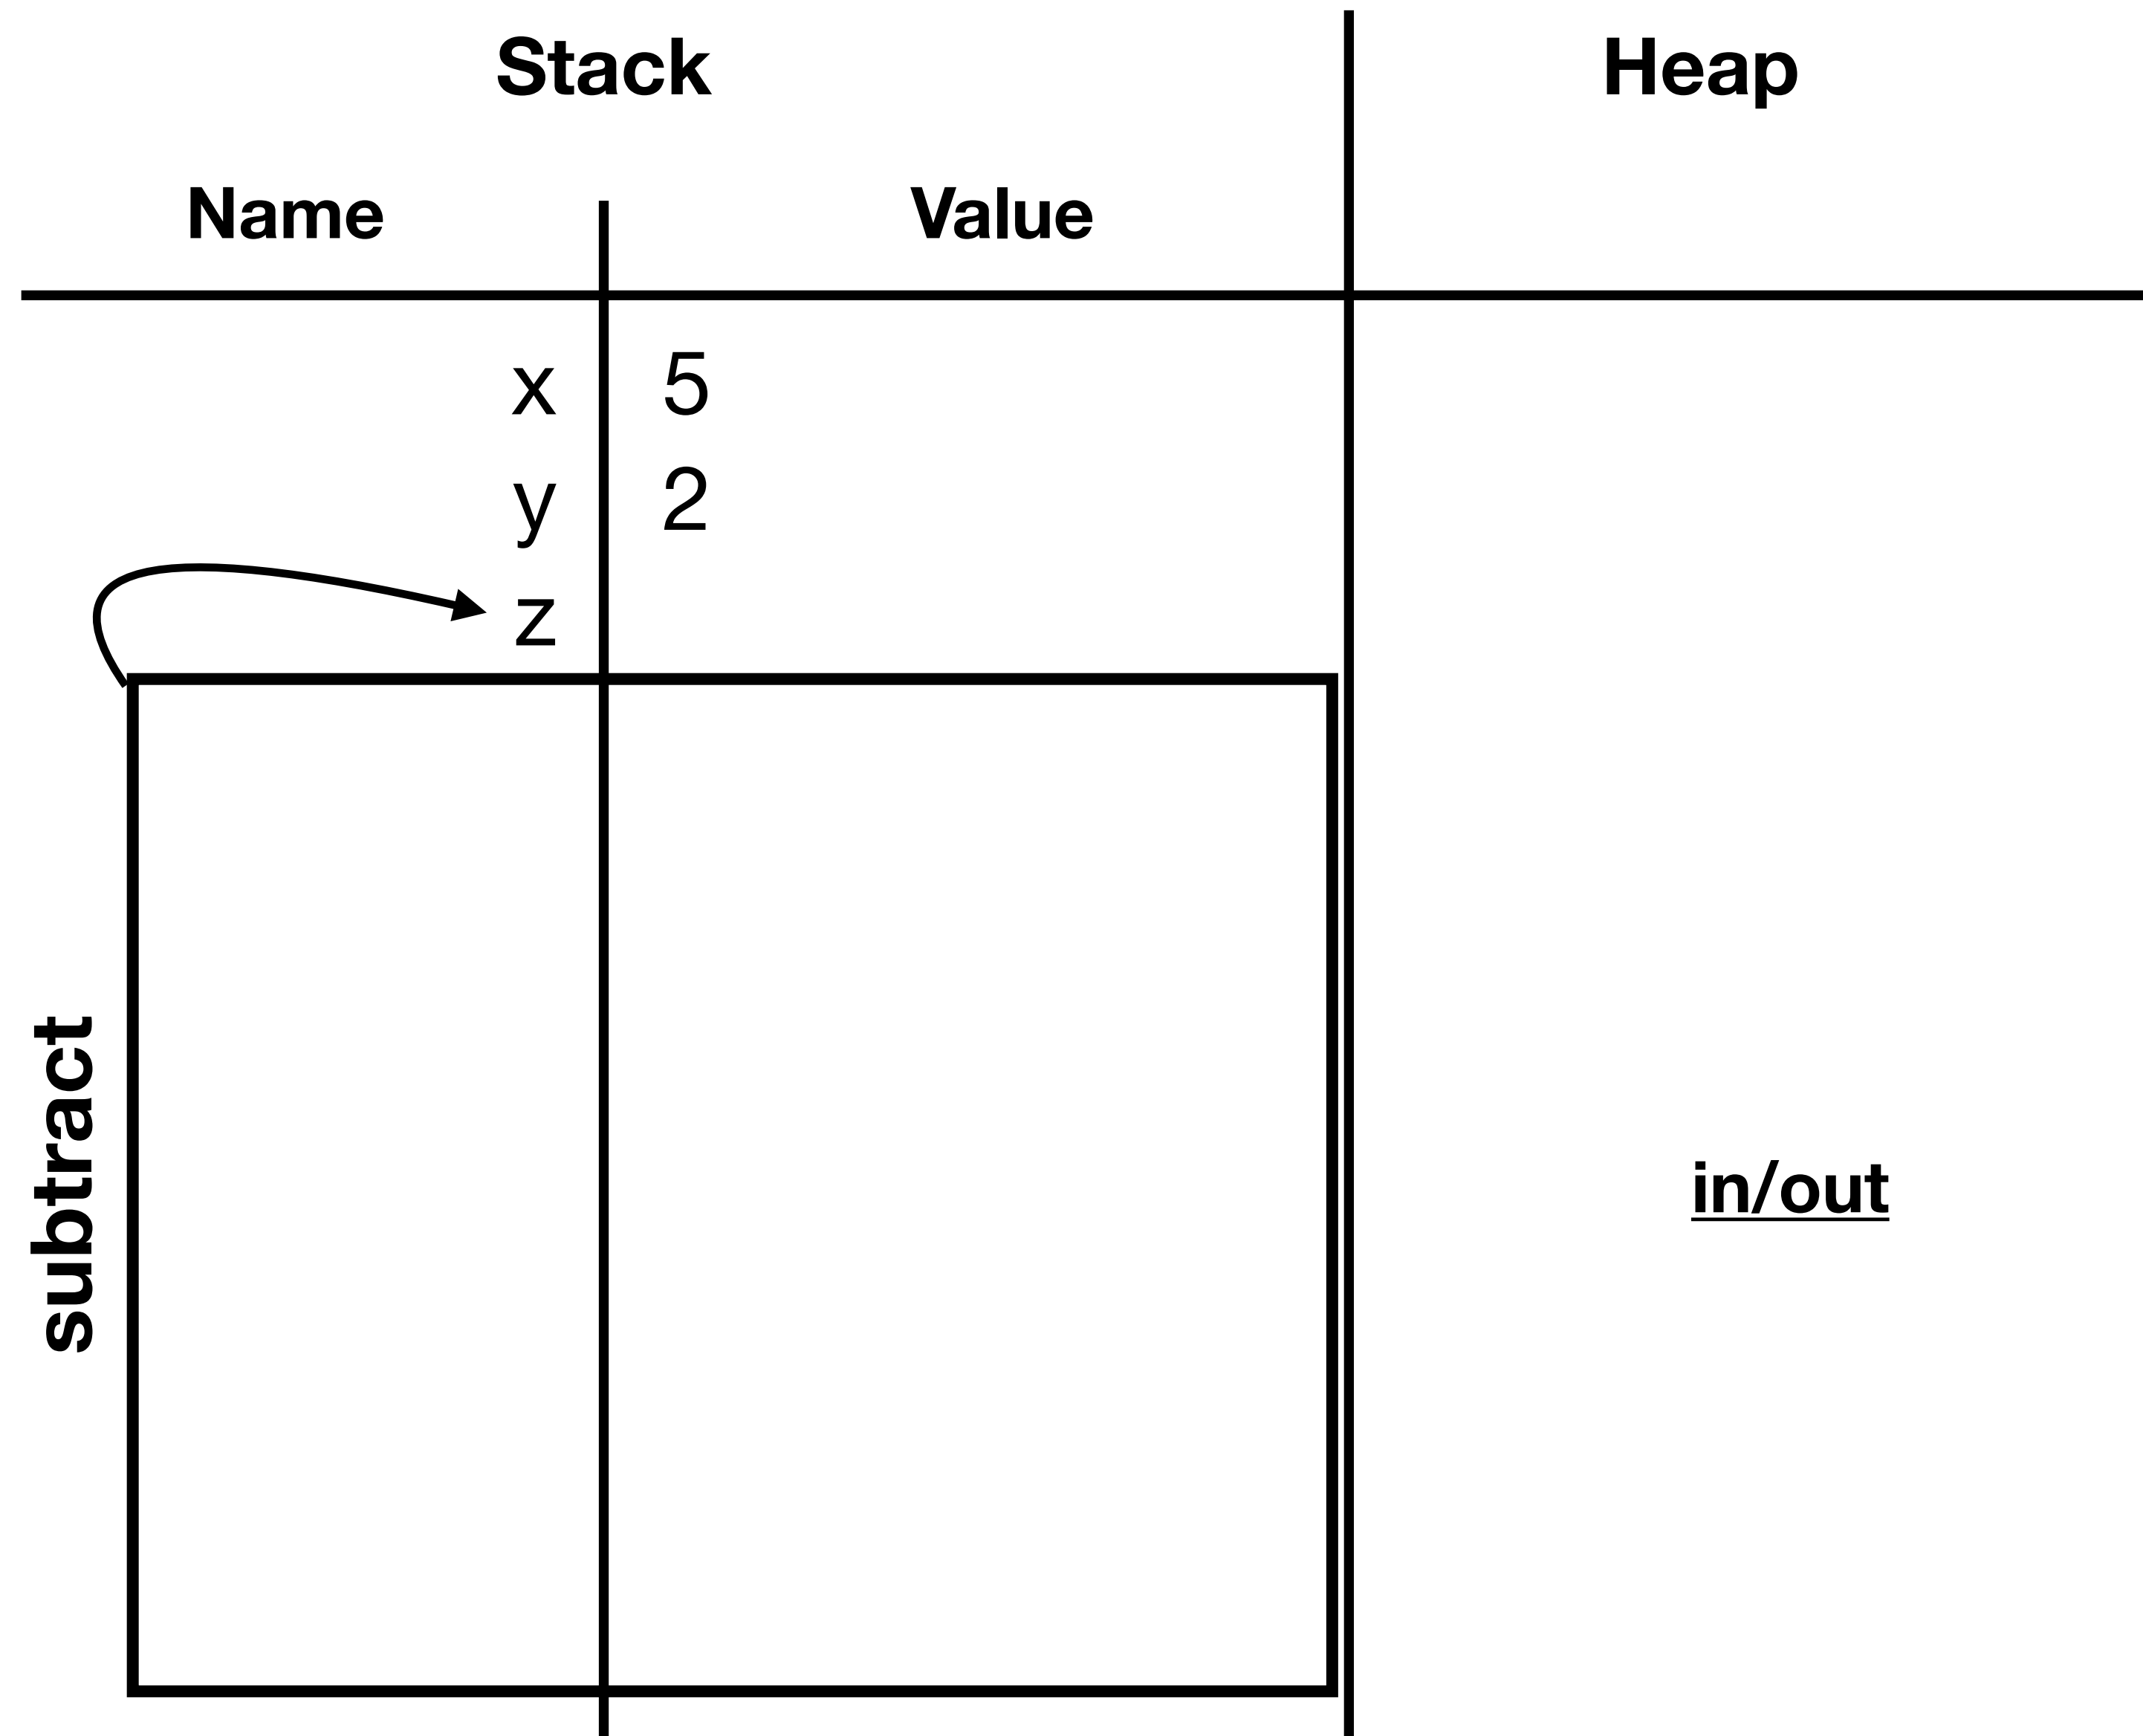 Stack Heap
Name Value
x 5
y 2
z
subtract
in/out